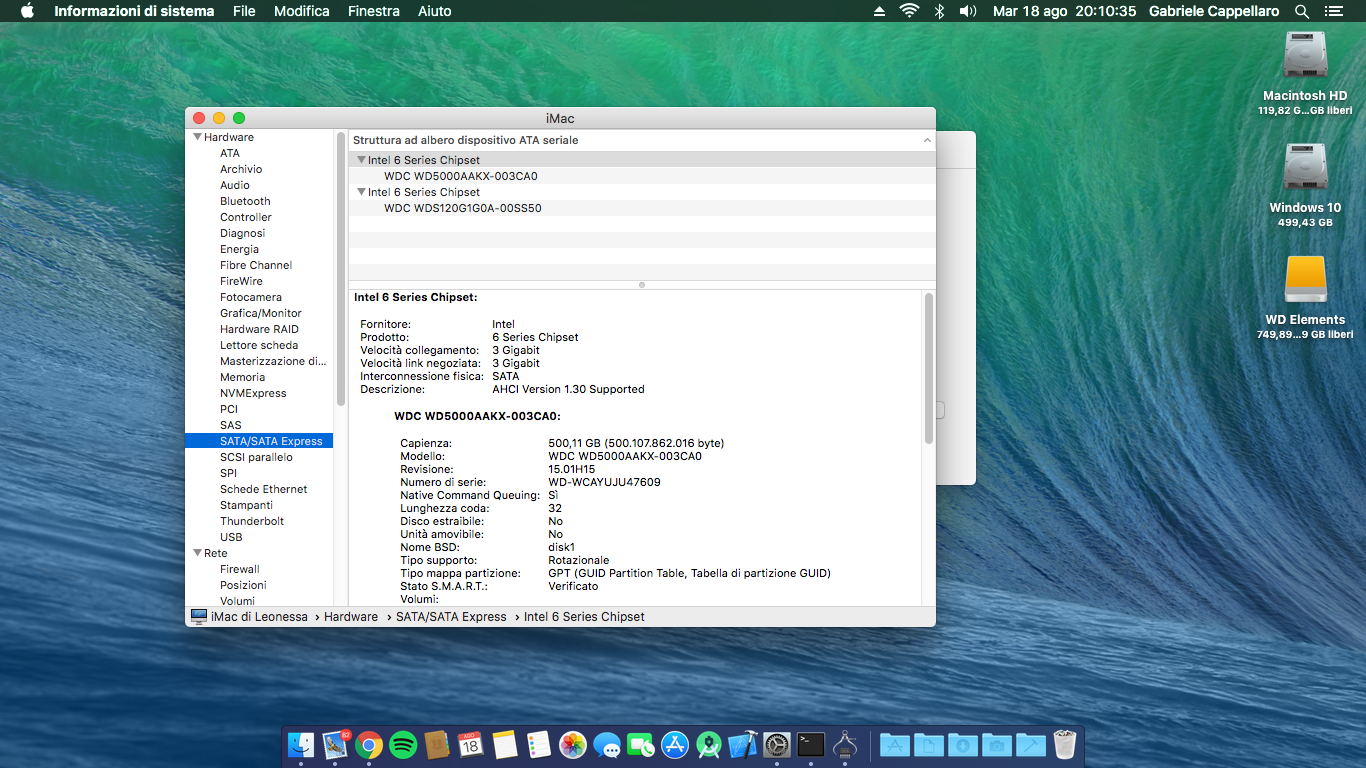 Informazioni di sistema File Modifica Finestra Aiuto Mar 18 ago 20:10:35 Gabriele Cappellaro
Macintosh HD
119,82 G...GB liberi
Windows 10
499,43 GB
WD Elements
749,89...9 GB liberi
iMac
Hardware
ATA
Archivio
Audio
Bluetooth
Controller
Diagnosi
Energia
Fibre Channel
FireWire
Fotocamera
Grafica/Monitor
Hardware RAID
Lettore scheda
Masterizzazione di...
Memoria
NVMExpress
PCI
SAS
SATA/SATA Express
SCSI parallelo
SPI
Schede Ethernet
Stampanti
Thunderbolt
USB
Rete
Firewall
Posizioni
Volumi
Struttura ad albero dispositivo ATA seriale
Intel 6 Series Chipset
WDC WD5000AAKX-003CA0
Intel 6 Series Chipset
WDC WDS120G1G0A-00SS50
Intel 6 Series Chipset:
Fornitore: Intel
Prodotto: 6 Series Chipset
Velocità collegamento: 3 Gigabit
Velocità link negoziata: 3 Gigabit
Interconnessione fisica: SATA
Descrizione: AHCI Version 1.30 Supported
WDC WD5000AAKX-003CA0:
Capienza: 500,11 GB (500.107.862.016 byte)
Modello: WDC WD5000AAKX-003CA0
Revisione: 15.01H15
Numero di serie: WD-WCAYUJU47609
Native Command Queuing: Sì
Lunghezza coda: 32
Disco estraibile: No
Unità amovibile: No
Nome BSD: disk1
Tipo supporto: Rotazionale
Tipo mappa partizione: GPT (GUID Partition Table, Tabella di partizione GUID)
Stato S.M.A.R.T.: Verificato
Volumi:
iMac di Leonessa › Hardware › SATA/SATA Express › Intel 6 Series Chipset
82
AGO
18